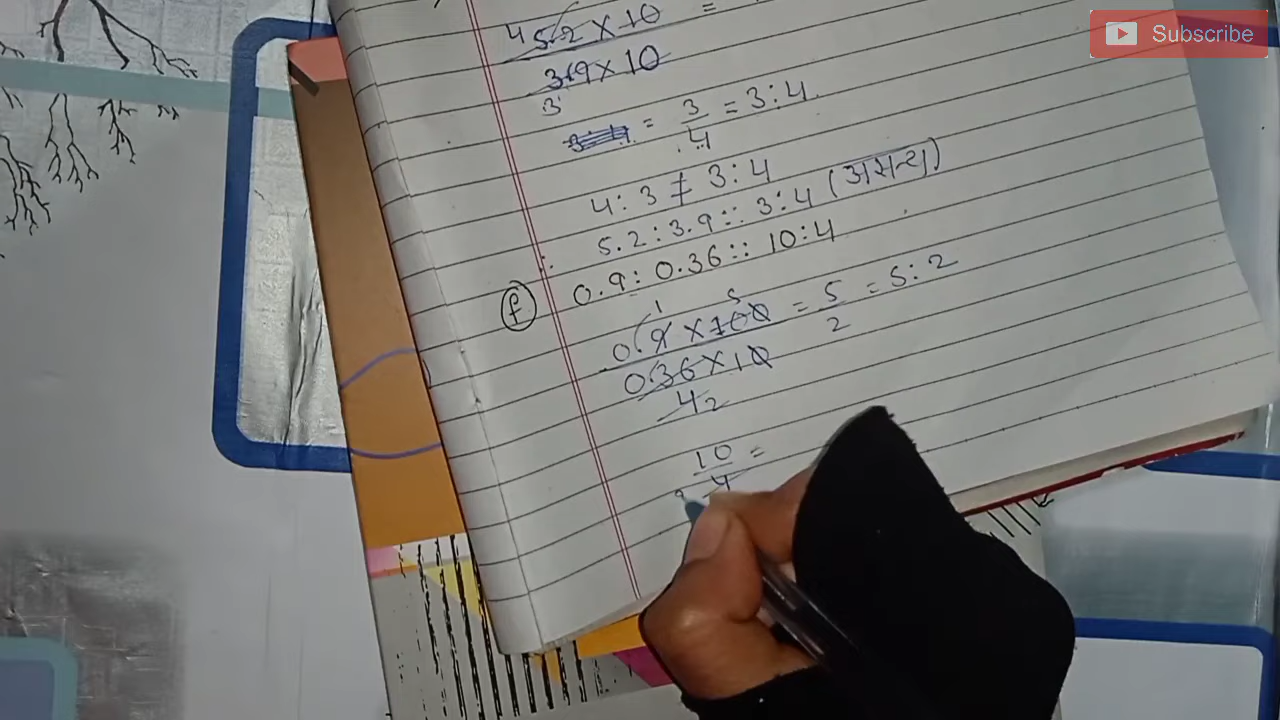 Subscribe
4 5.2 × 10 =
3.9 × 10
3
= 3/4 = 3:4
4:3 ≠ 3:4
∴ 5.2:3.9::3:4 (असत्य)
(f) 0.9:0.36::10:4
1 5
0.9 × 100 = 5/2 = 5:2
0.36 × 10
4 2
10 =
4
2